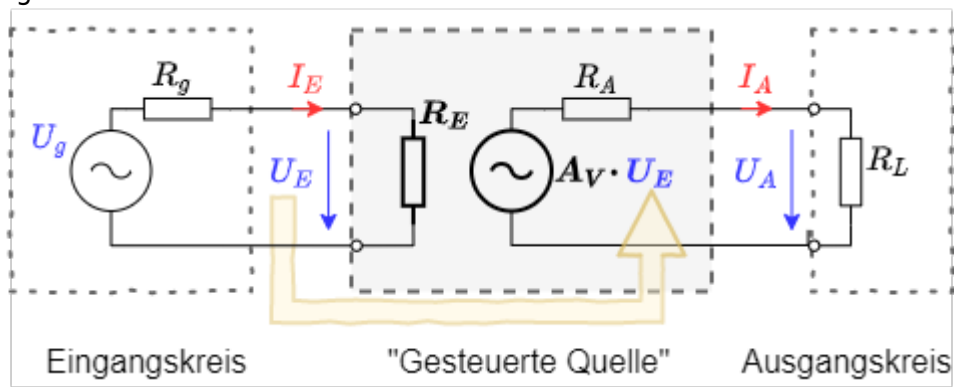 R_g
I_E
R_E
R_A
I_A
U_g
U_E
A_V · U_E
U_A
R_L
Eingangskreis
"Gesteuerte Quelle"
Ausgangskreis